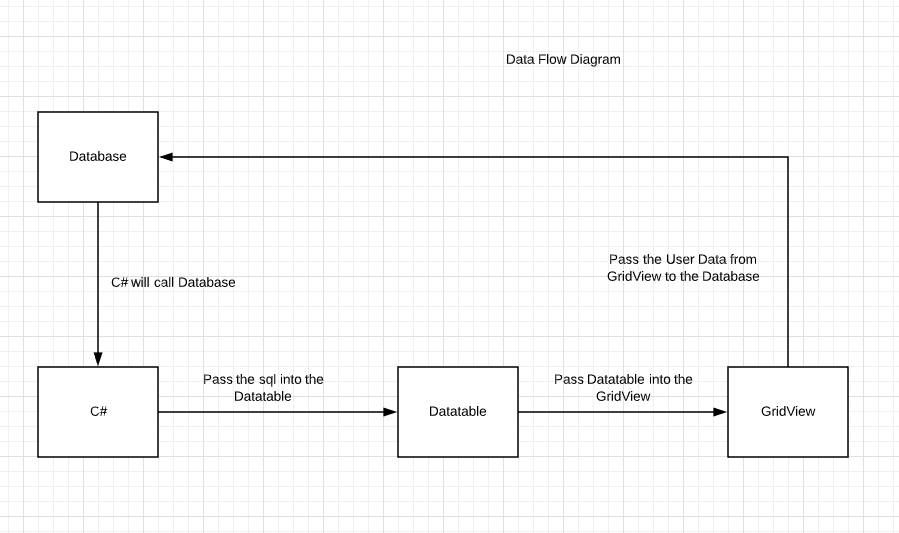 Data Flow Diagram
Database
C# will call Database
Pass the User Data from
GridView to the Database
C#
Pass the sql into the
Datatable
Datatable
Pass Datatable into the
GridView
GridView